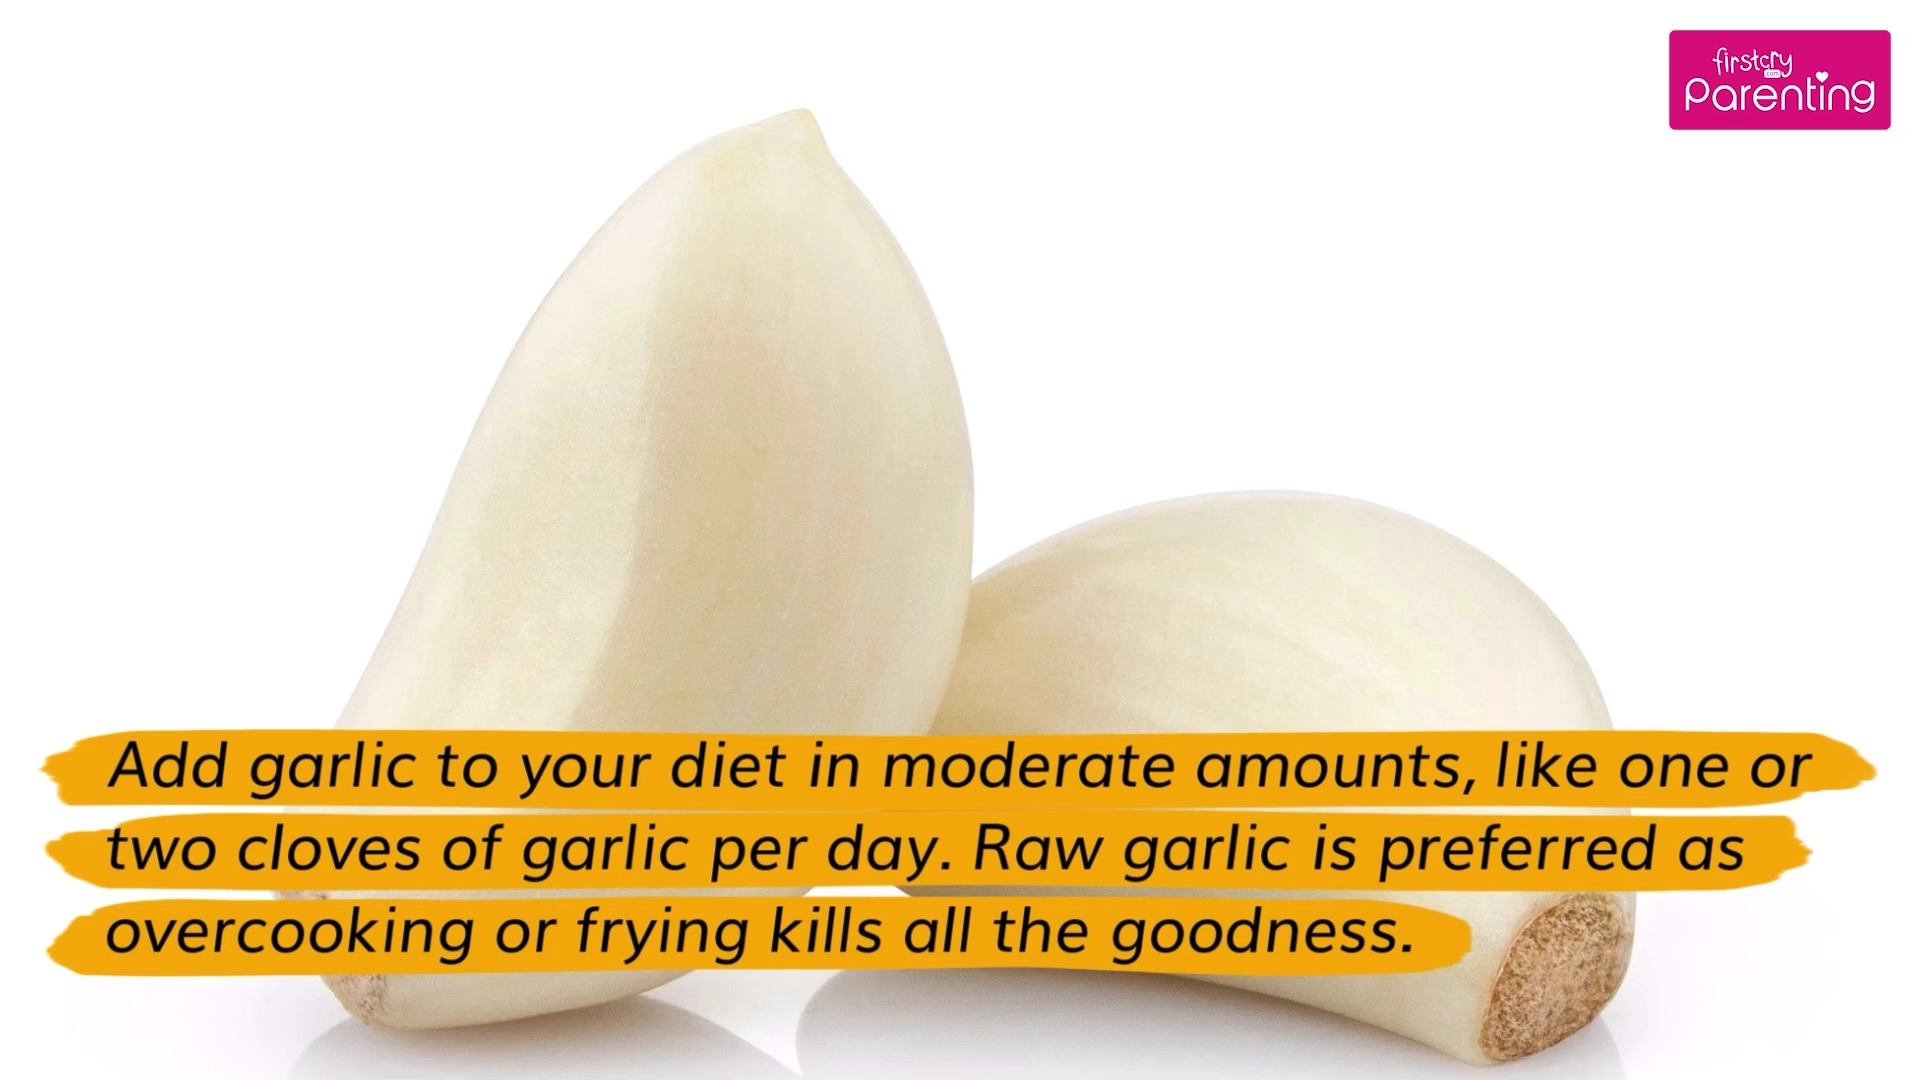 firstcry
.com
Parenting
Add garlic to your diet in moderate amounts, like one or
two cloves of garlic per day. Raw garlic is preferred as
overcooking or frying kills all the goodness.